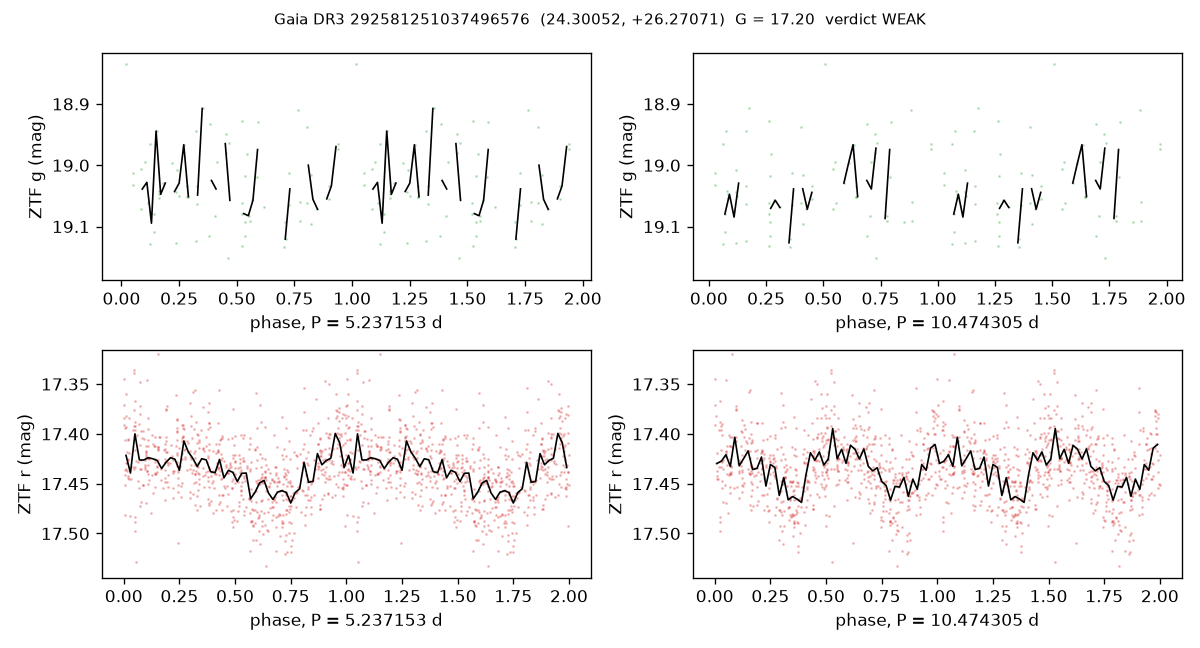 Gaia DR3 292581251037496576  (24.30052, +26.27071)  G = 17.20  verdict WEAK
ZTF g (mag)
18.9
19.0
19.1
0.00 0.25 0.50 0.75 1.00 1.25 1.50 1.75 2.00
phase, P = 5.237153 d
ZTF g (mag)
18.9
19.0
19.1
0.00 0.25 0.50 0.75 1.00 1.25 1.50 1.75 2.00
phase, P = 10.474305 d
ZTF r (mag)
17.35
17.40
17.45
17.50
0.00 0.25 0.50 0.75 1.00 1.25 1.50 1.75 2.00
phase, P = 5.237153 d
ZTF r (mag)
17.35
17.40
17.45
17.50
0.00 0.25 0.50 0.75 1.00 1.25 1.50 1.75 2.00
phase, P = 10.474305 d